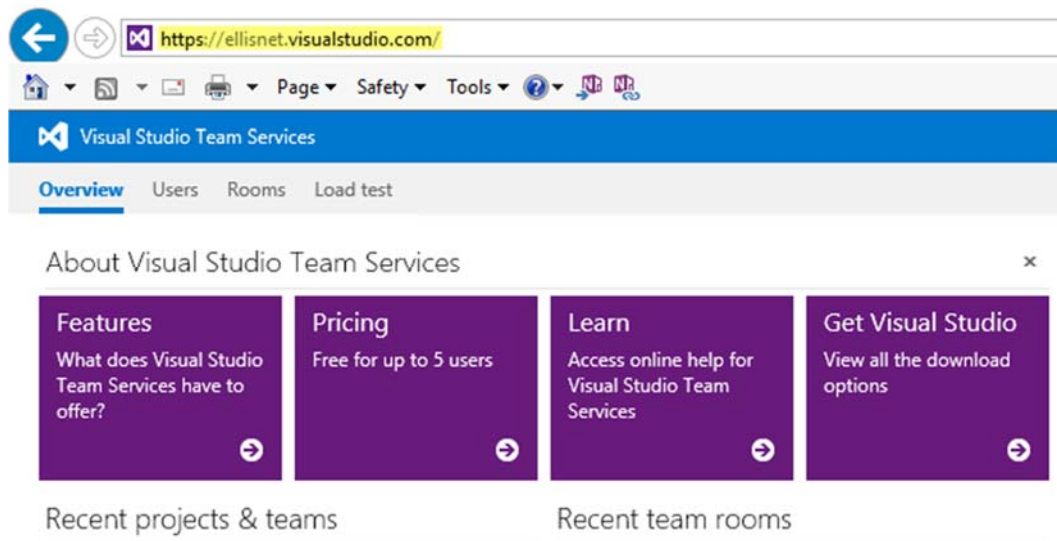 https://ellisnet.visualstudio.com/
Page Safety Tools
Visual Studio Team Services
Overview Users Rooms Load test
About Visual Studio Team Services
Features
What does Visual Studio
Team Services have to
offer?
Pricing
Free for up to 5 users
Learn
Access online help for
Visual Studio Team
Services
Get Visual Studio
View all the download
options
Recent projects & teams
Recent team rooms